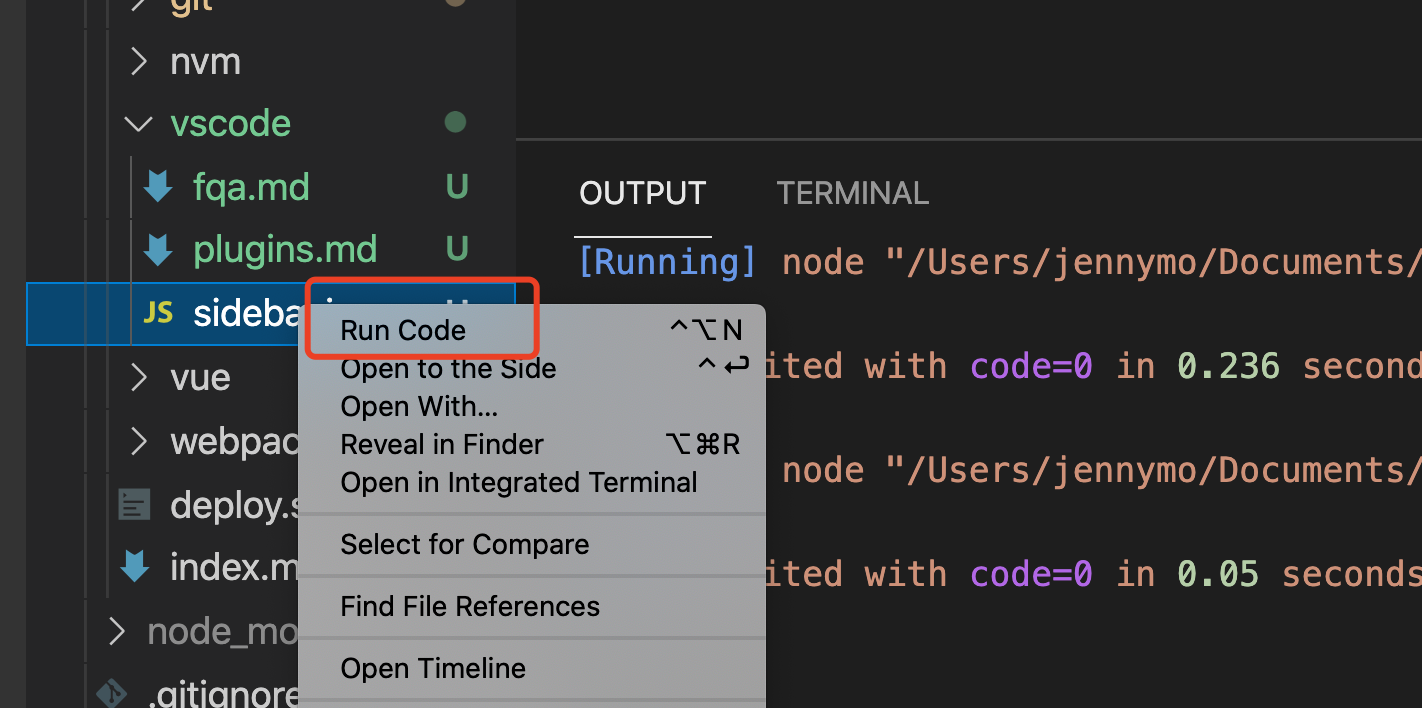 git
nvm
vscode
fqa.md U
plugins.md U
JS sideba
vue
webpac
deploy.s
index.m
node_mo
.gitignore
Run Code ^⌥N
Open to the Side ^↩
Open With...
Reveal in Finder ⌥⌘R
Open in Integrated Terminal
Select for Compare
Find File References
Open Timeline
OUTPUT TERMINAL
[Running] node "/Users/jennymo/Documents/
ited with code=0 in 0.236 second
node "/Users/jennymo/Documents/
ited with code=0 in 0.05 seconds